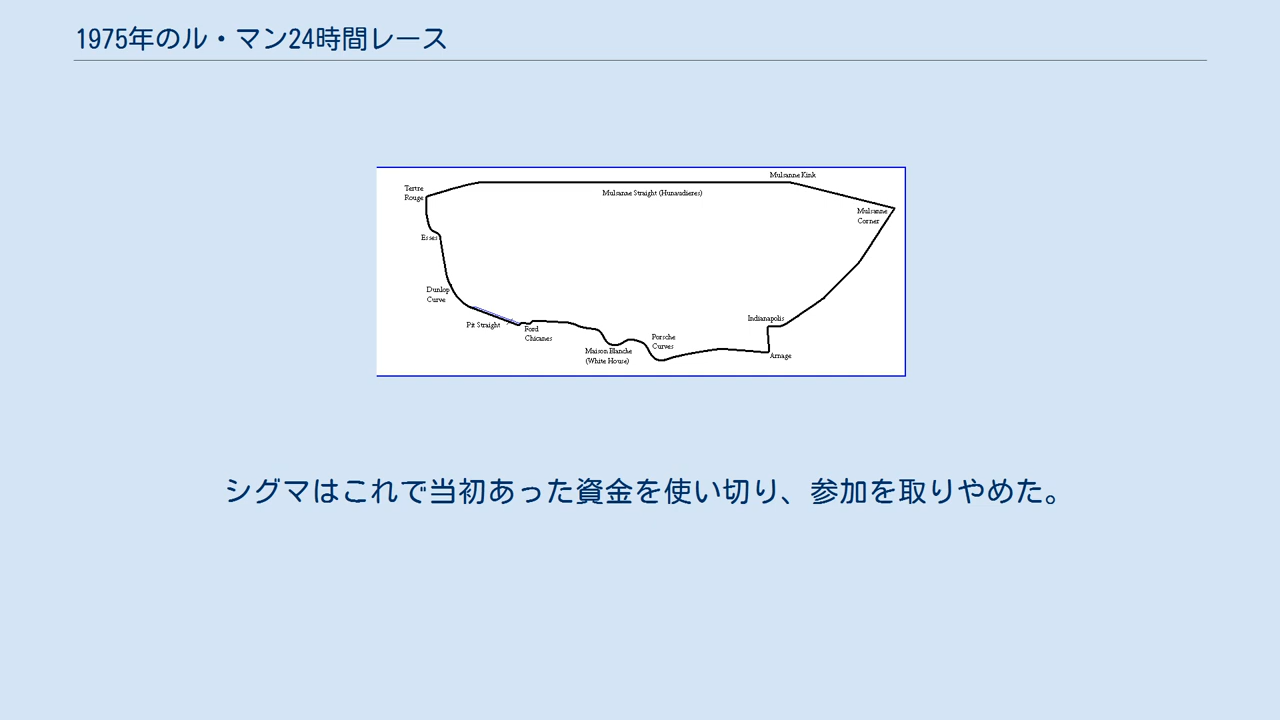 1975年のル・マン24時間レース
Mulsanne Kink
Tertre
Rouge
Mulsanne Straight (Hunaudieres)
Mulsanne
Corner
Esses
Dunlop
Curve
Pit Straight
Ford
Chicanes
Indianapolis
Porsche
Curves
Maison Blanche
(White House)
Arnage
シグマはこれで当初あった資金を使い切り、参加を取りやめた。